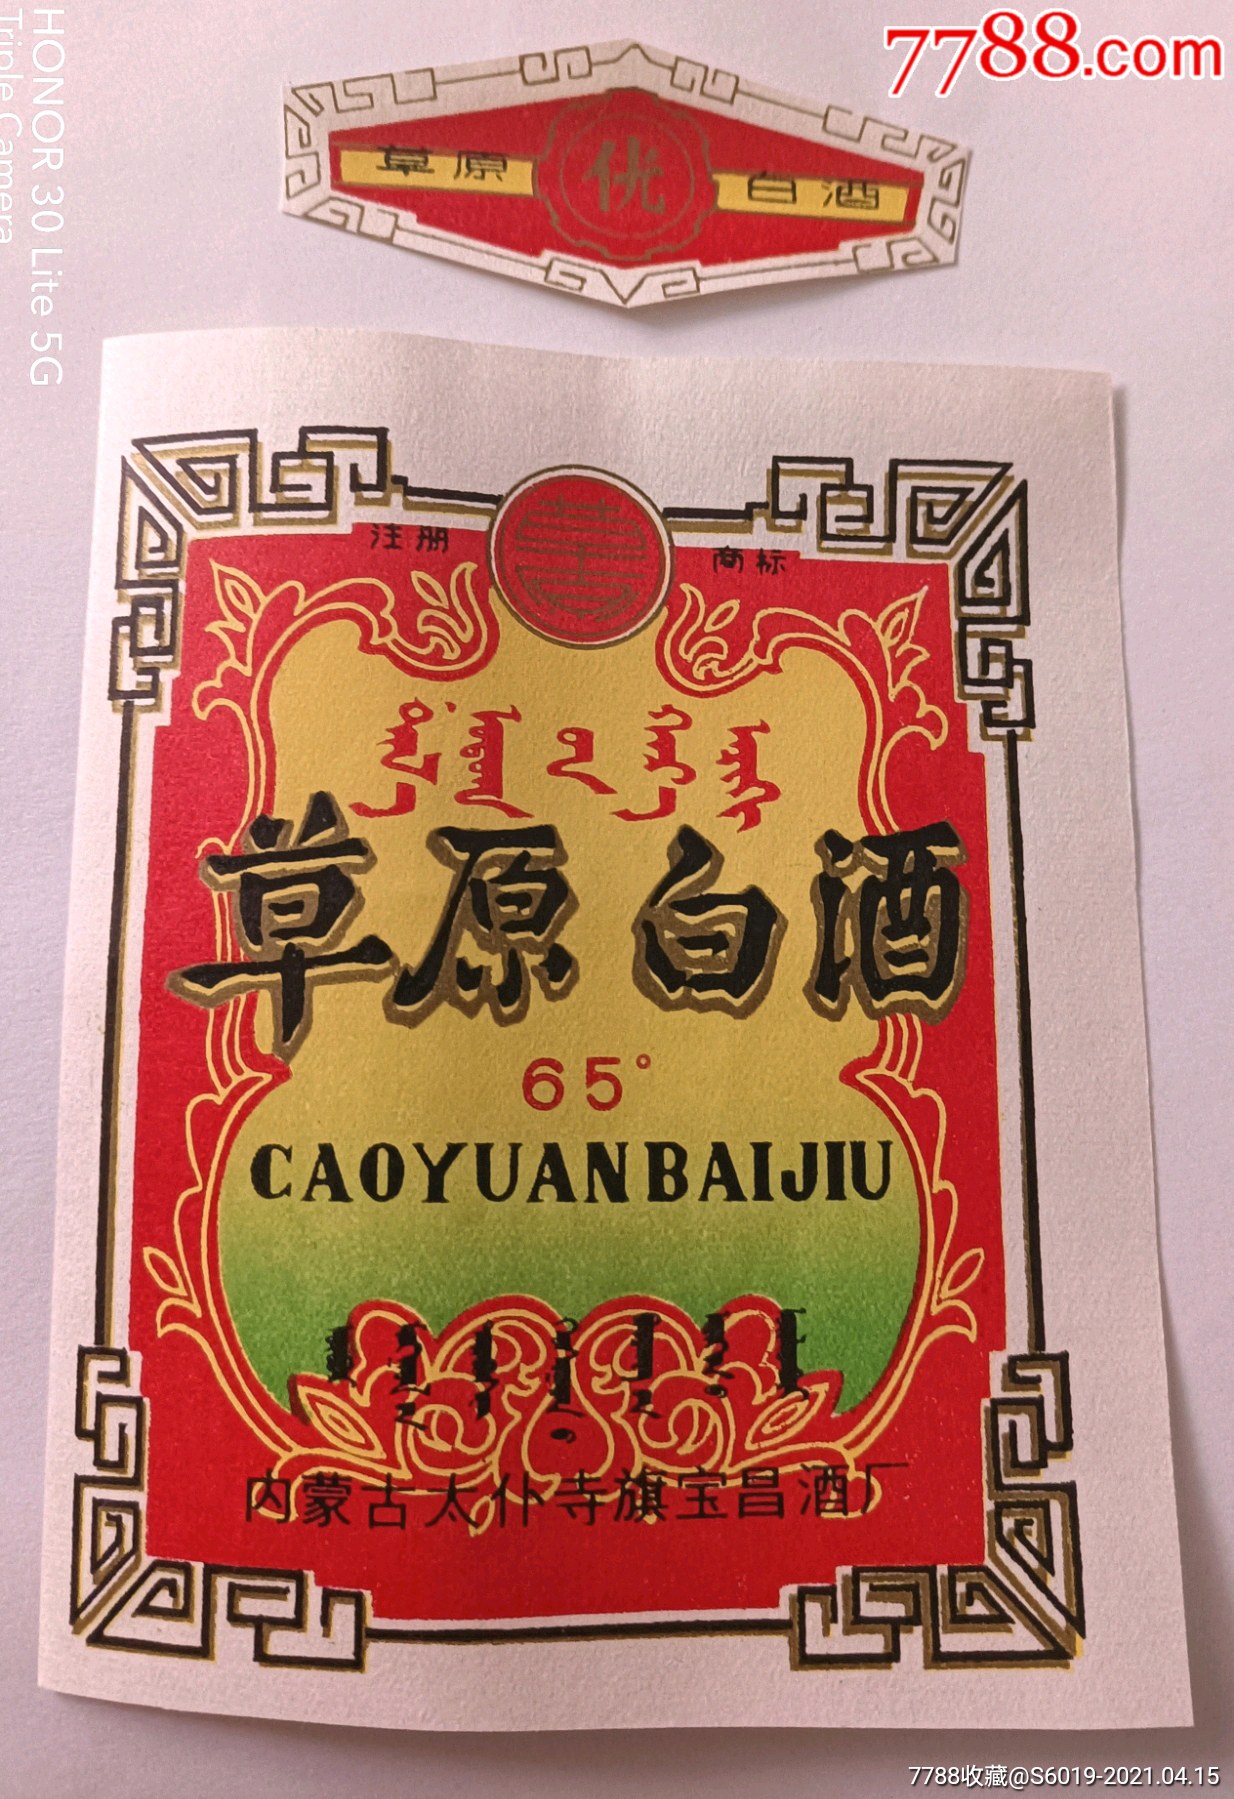 7788.com
HONOR 30 Lite 5G
Triple Camera
草原 优 白酒
注册 商标
草原白酒
65°
CAOYUANBAIJIU
内蒙古太仆寺旗宝昌酒厂
7788收藏@S6019-2021.04.15